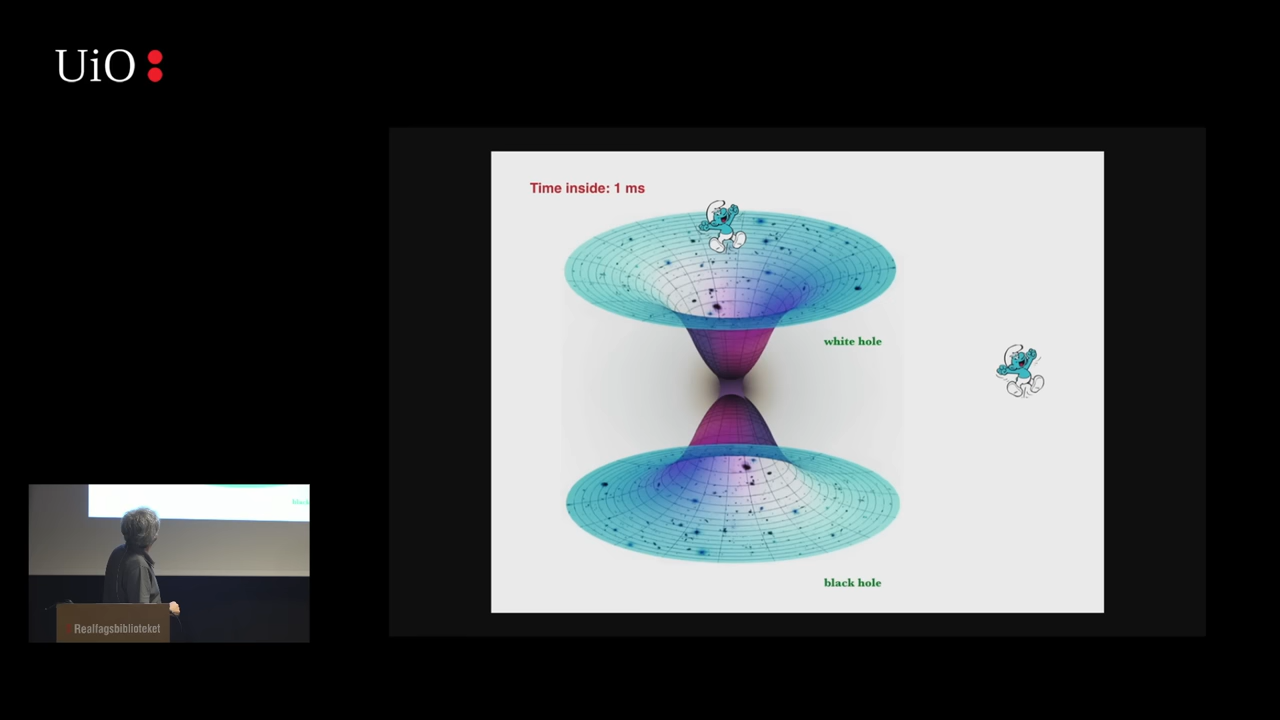 UiO
Time inside: 1 ms
white hole
black hole
Realfagsbiblioteket